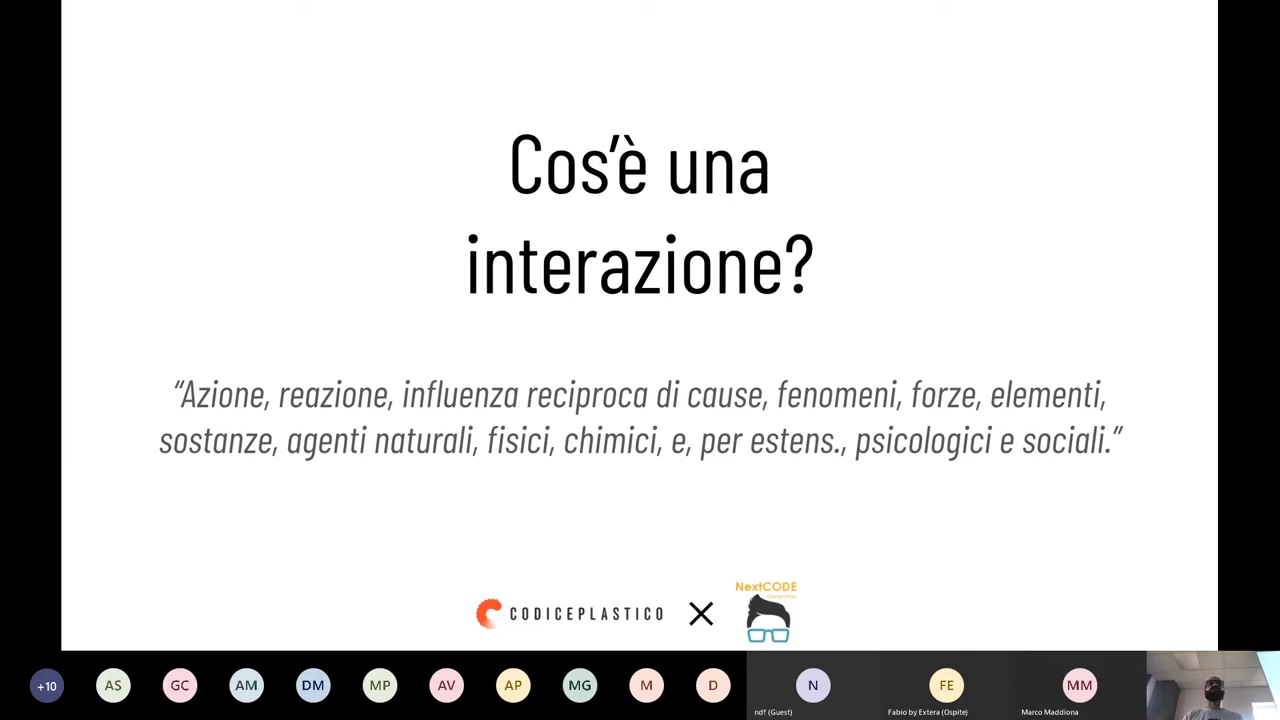 Cos'è una
interazione?
“Azione, reazione, influenza reciproca di cause, fenomeni, forze, elementi,
sostanze, agenti naturali, fisici, chimici, e, per estens., psicologici e sociali.”
NextCODE
CODICEPLASTICO
+10 AS GC AM DM MP AV AP MG M D N FE MM
ndf (Guest) Fabio by Extera (Ospite) Marco Maddiona